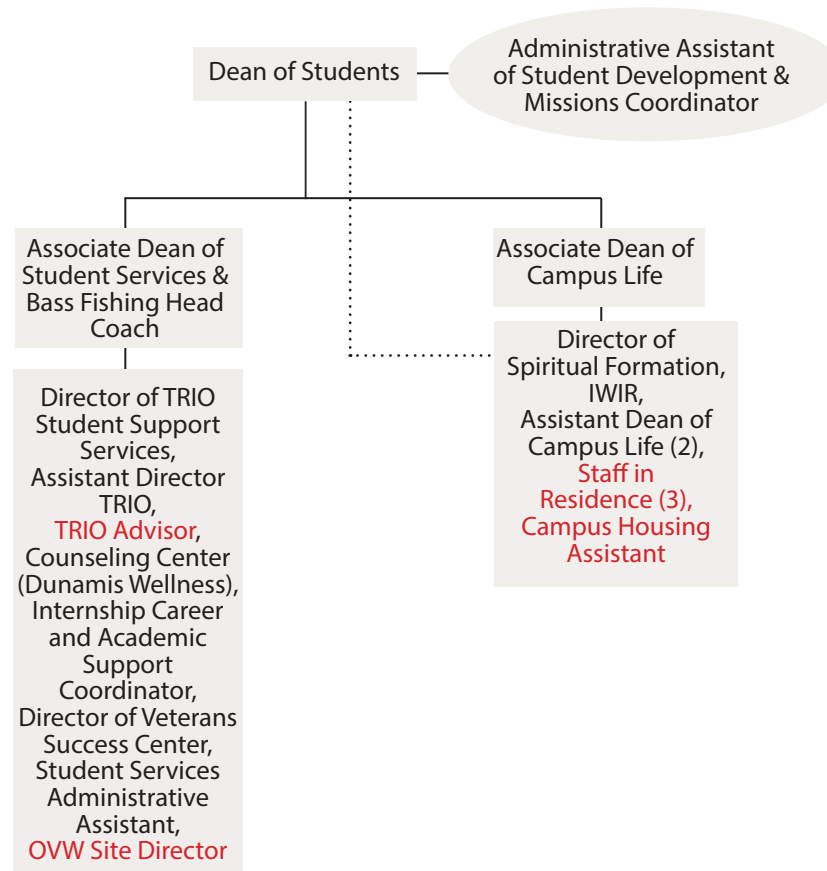 Dean of Students
Administrative Assistant
of Student Development &
Missions Coordinator
Associate Dean of
Student Services &
Bass Fishing Head
Coach
Associate Dean of
Campus Life
Director of TRIO
Student Support
Services,
Assistant Director
TRIO,
TRIO Advisor,
Counseling Center
(Dunamis Wellness),
Internship Career
and Academic
Support
Coordinator,
Director of Veterans
Success Center,
Student Services
Administrative
Assistant,
OVW Site Director
Director of
Spiritual Formation,
IWIR,
Assistant Dean of
Campus Life (2),
Staff in
Residence (3),
Campus Housing
Assistant